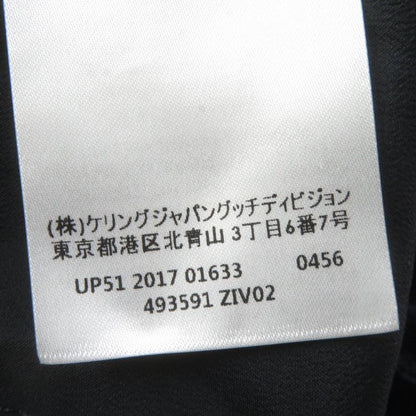 (株)ケリングジャパングッチディビジョン
東京都港区北青山 3丁目6番7号
UP51 2017 01633 0456
493591 ZIV02